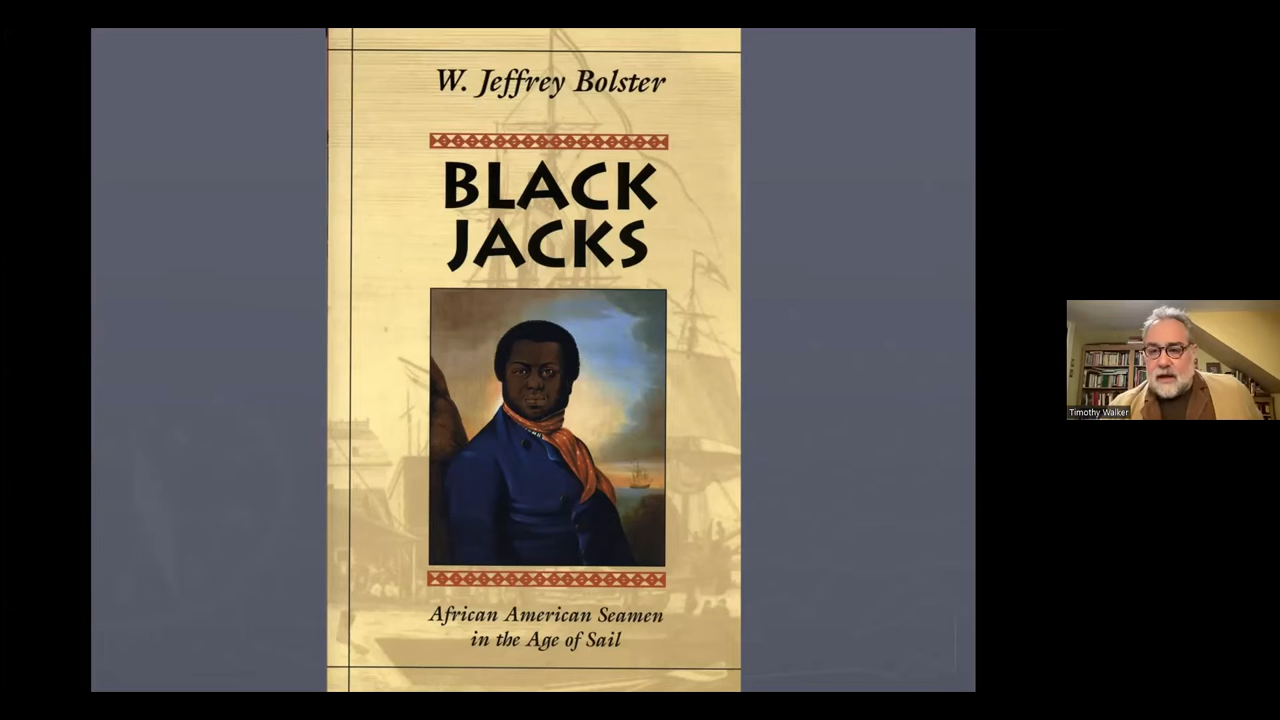 W. Jeffrey Bolster
BLACK
JACKS
African American Seamen
in the Age of Sail
Timothy Walker